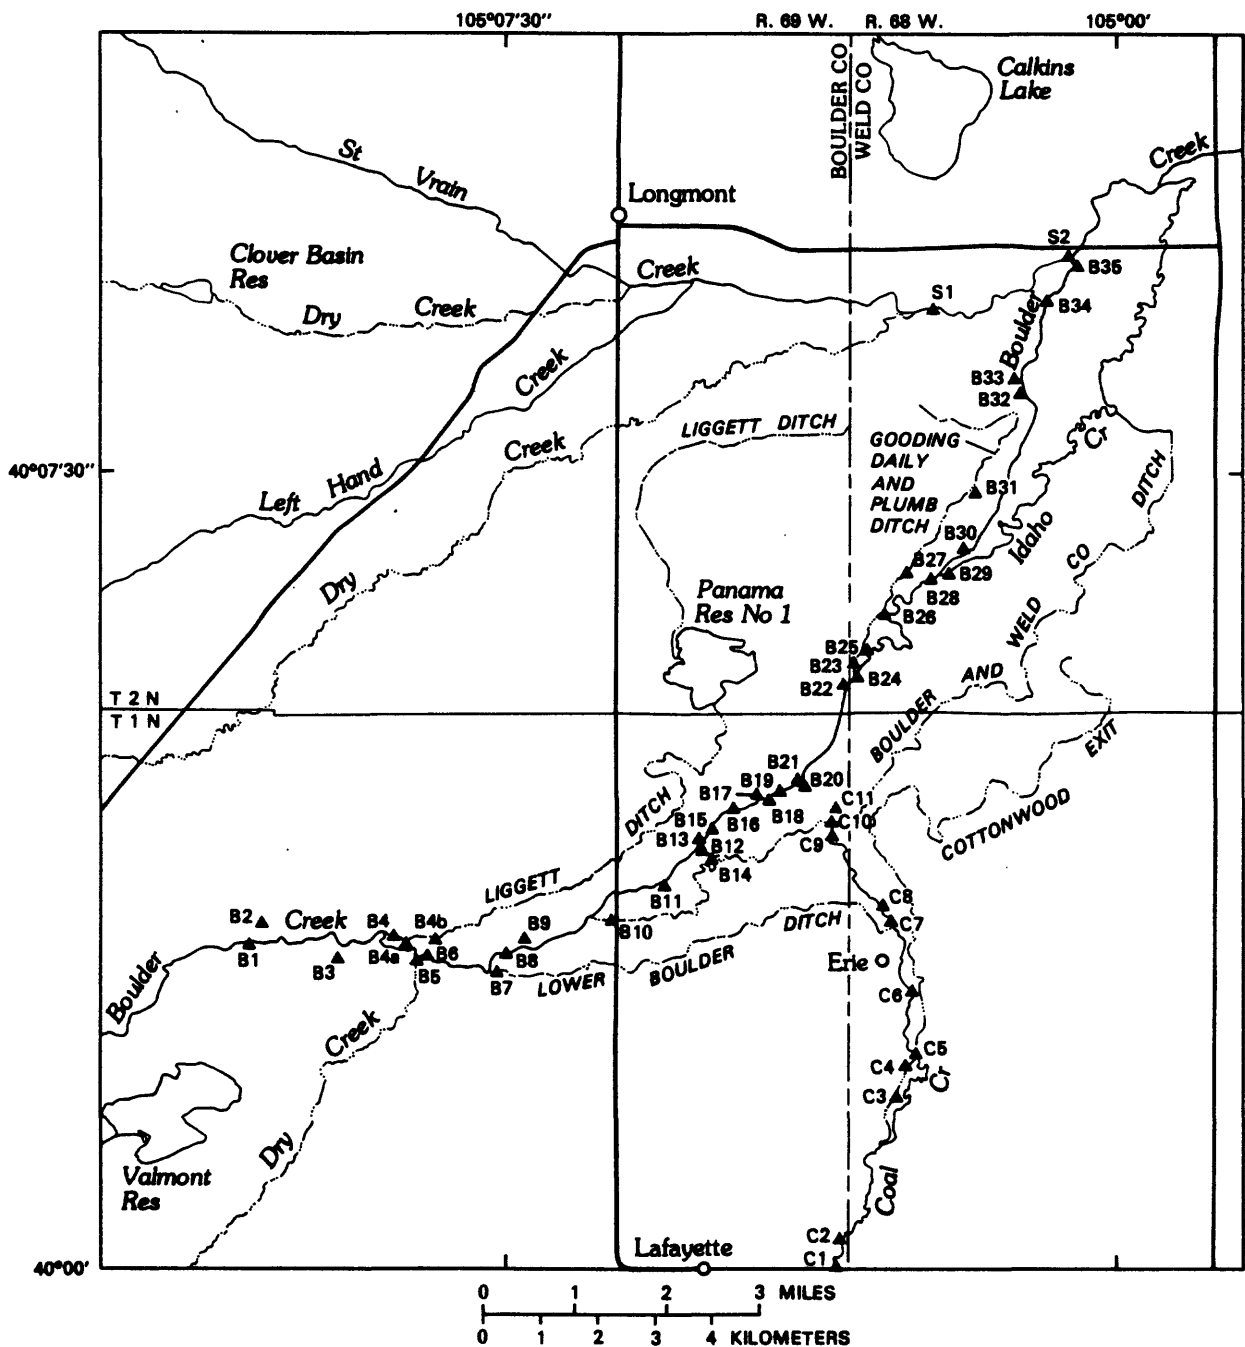 105°07'30''
R. 69 W.
R. 68 W.
105°00'
BOULDER CO
WELD CO
Calkins
Lake
Creek
St
Vrain
Longmont
Clover Basin
Res
Creek
S2
B35
Dry
Creek
S1
Boulder
B34
Creek
B33
B32
LIGGETT DITCH
Creek
GOODING
DAILY
AND
PLUMB
DITCH
Cr
40°07'30''
Left
Hand
B31
DITCH
Idaho
B30
B27
B29
B28
CO
Dry
Panama
Res No 1
B26
WELD
B25
B23
B24
B22
AND
BOULDER
T 2 N
T 1 N
EXIT
B21
B19
B20
B17
C11
B18
B16
C10
B15
COTTONWOOD
DITCH
B13
B12
C9
B14
LIGGETT
B11
C8
B2
Creek
B4
B4b
B9
DITCH
C7
B10
B1
B3
B4a
B6
B5
B8
Erie
Boulder
B7
LOWER
BOULDER
C6
Creek
C5
C4
Cr
C3
Dry
Valmont
Res
Coal
C2
Lafayette
C1
40°00'
0 1 2 3 MILES
0 1 2 3 4 KILOMETERS